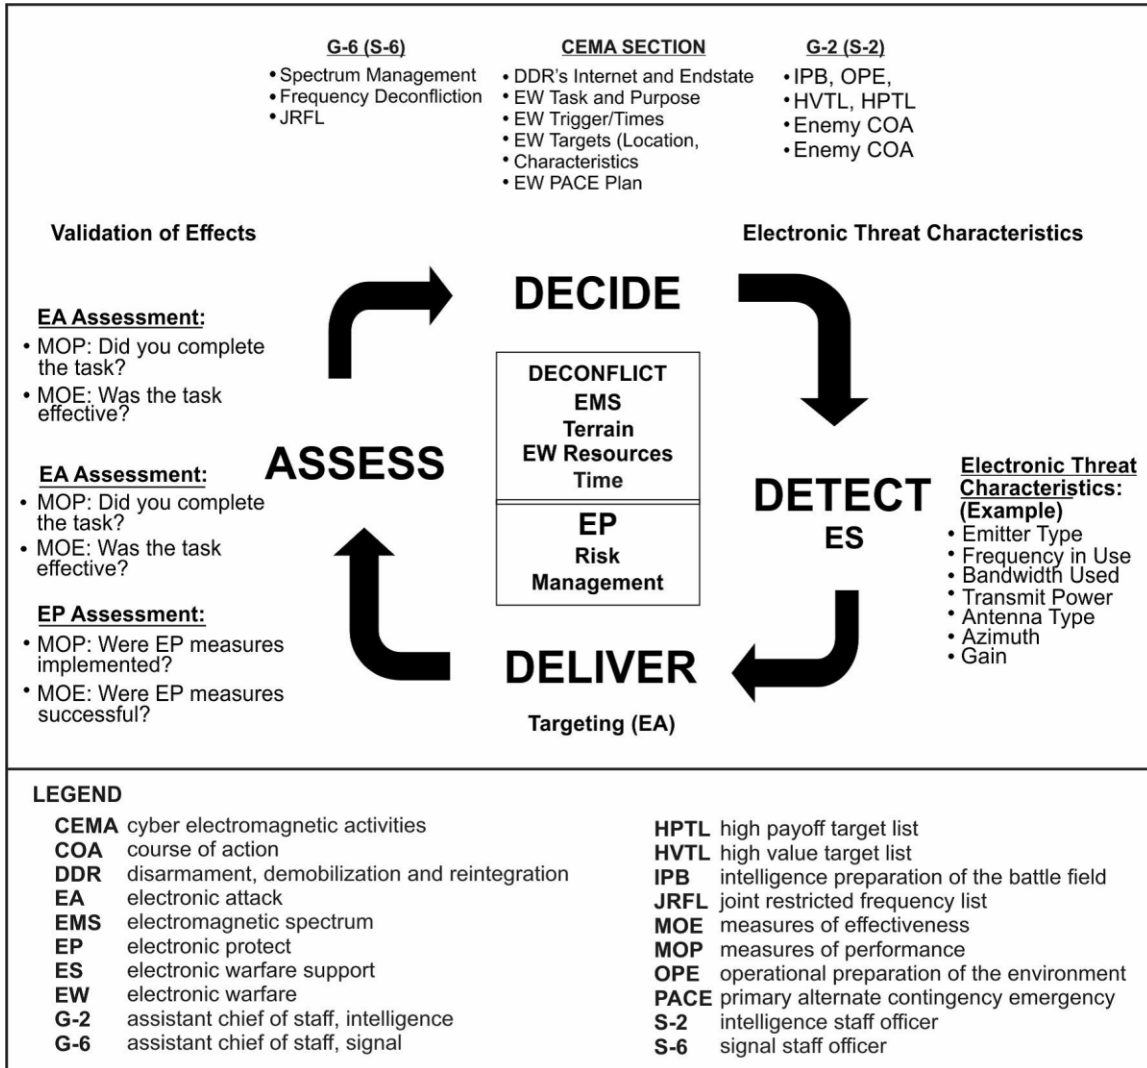 G-6 (S-6)
• Spectrum Management
• Frequency Deconfliction
• JRFL
CEMA SECTION
• DDR's Internet and Endstate
• EW Task and Purpose
• EW Trigger/Times
• EW Targets (Location,
• Characteristics
• EW PACE Plan
G-2 (S-2)
• IPB, OPE,
• HVTL, HPTL
• Enemy COA
• Enemy COA
Validation of Effects
Electronic Threat Characteristics
DECIDE
EA Assessment:
• MOP: Did you complete
the task?
• MOE: Was the task
effective?
ASSESS
EA Assessment:
• MOP: Did you complete
the task?
• MOE: Was the task
effective?
EP Assessment:
• MOP: Were EP measures
implemented?
• MOE: Were EP measures
successful?
DECONFLICT
EMS
Terrain
EW Resources
Time
EP
Risk
Management
DETECT
ES
Electronic Threat
Characteristics:
(Example)
• Emitter Type
• Frequency in Use
• Bandwidth Used
• Transmit Power
• Antenna Type
• Azimuth
• Gain
DELIVER
Targeting (EA)
LEGEND
CEMA cyber electromagnetic activities
COA course of action
DDR disarmament, demobilization and reintegration
EA electronic attack
EMS electromagnetic spectrum
EP electronic protect
ES electronic warfare support
EW electronic warfare
G-2 assistant chief of staff, intelligence
G-6 assistant chief of staff, signal
HPTL high payoff target list
HVTL high value target list
IPB intelligence preparation of the battle field
JRFL joint restricted frequency list
MOE measures of effectiveness
MOP measures of performance
OPE operational preparation of the environment
PACE primary alternate contingency emergency
S-2 intelligence staff officer
S-6 signal staff officer